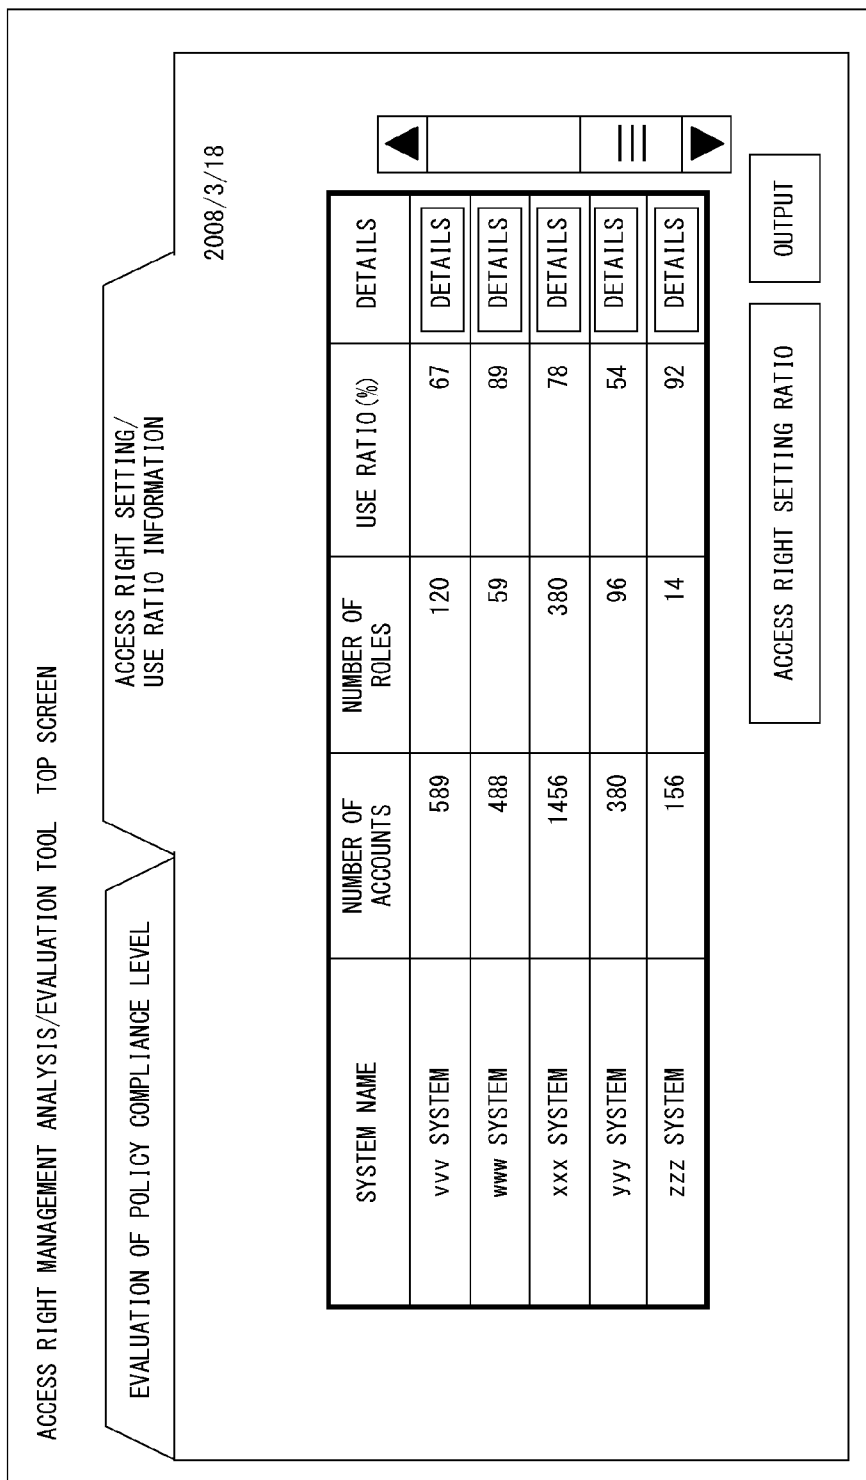 ACCESS RIGHT MANAGEMENT ANALYSIS/EVALUATION TOOL TOP SCREEN
EVALUATION OF POLICY COMPLIANCE LEVEL
ACCESS RIGHT SETTING/
USE RATIO INFORMATION
2008/3/18
SYSTEM NAME
NUMBER OF
ACCOUNTS
NUMBER OF
ROLES
USE RATIO(%)
DETAILS
vvv SYSTEM 589 120 67 DETAILS
www SYSTEM 488 59 89 DETAILS
xxx SYSTEM 1456 380 78 DETAILS
yyy SYSTEM 380 96 54 DETAILS
zzz SYSTEM 156 14 92 DETAILS
ACCESS RIGHT SETTING RATIO
OUTPUT